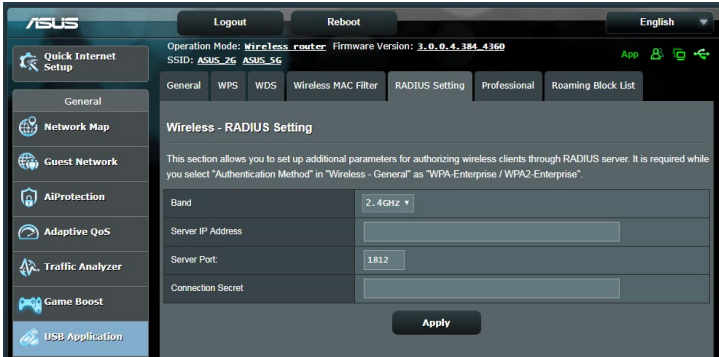 ASUS
Logout
Reboot
English
Operation Mode: Wireless router Firmware Version: 3.0.0.4.384_4360
SSID: ASUS_2G ASUS_5G
App
Quick Internet
Setup
General
Network Map
Guest Network
AiProtection
Adaptive QoS
Traffic Analyzer
Game Boost
USB Application
General WPS WDS Wireless MAC Filter RADIUS Setting Professional Roaming Block List
Wireless - RADIUS Setting
This section allows you to set up additional parameters for authorizing wireless clients through RADIUS server. It is required while
you select "Authentication Method" in "Wireless - General" as "WPA-Enterprise / WPA2-Enterprise".
Band
2.4GHz
Server IP Address
Server Port:
1812
Connection Secret
Apply